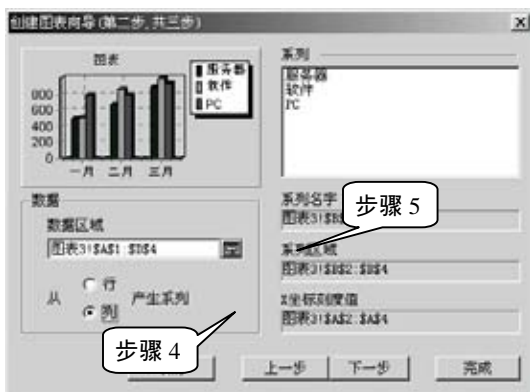 创建图表向导(第二步,共三步)
图表
服务器
软件
PC
800
600
400
200
0
一月 二月 三月
系列
服务器
软件
PC
数据
数据区域
图表3!$A$1:$D$4
从
行
列
产生系列
系列名字
图表3!$B
步骤 5
系列区域
图表3!$B$2:$B$4
X坐标刻度值
图表3!$A$2:$A$4
步骤 4
上一步
下一步
完成